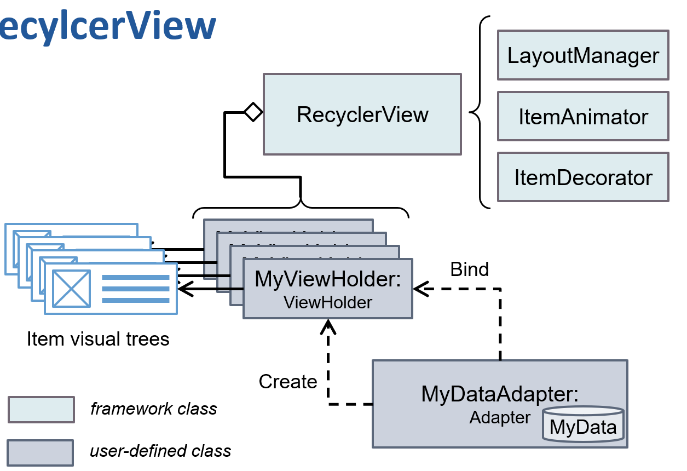 ecylcerView
LayoutManager
RecyclerView
ItemAnimator
ItemDecorator
MyViewHolder:
ViewHolder
Bind
Item visual trees
Create
MyDataAdapter:
Adapter
MyData
framework class
user-defined class